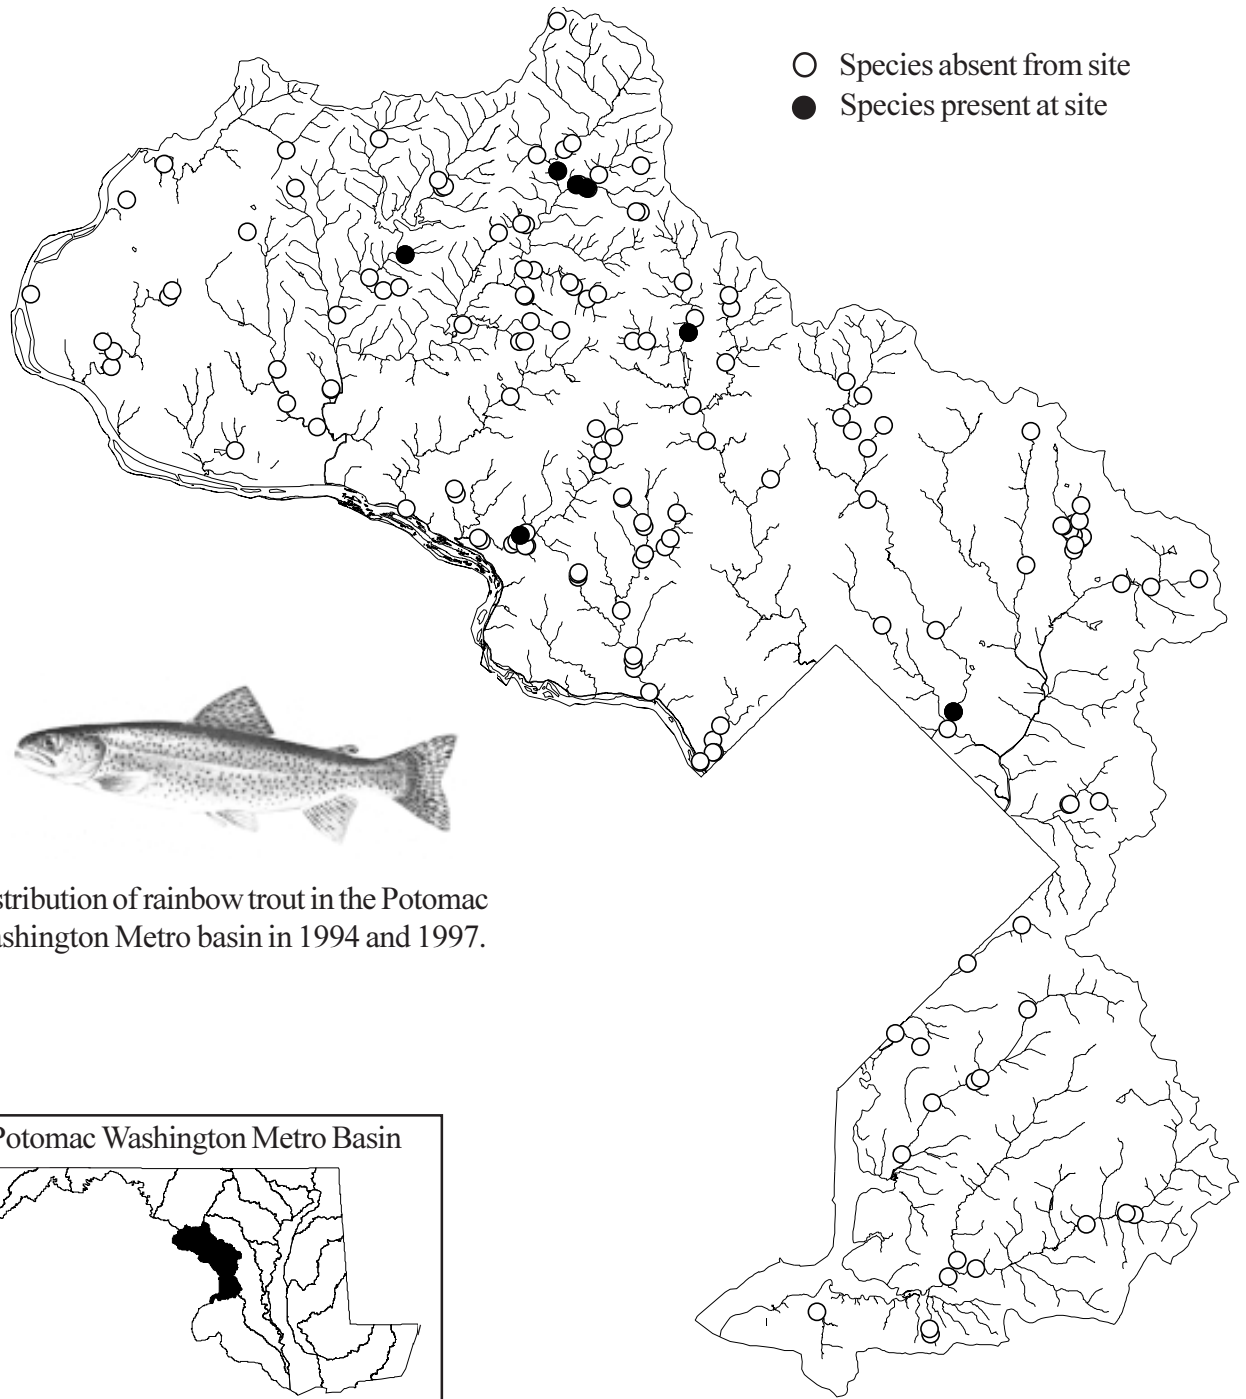 Species absent from site
Species present at site
stribution of rainbow trout in the Potomac
ashington Metro basin in 1994 and 1997.
Potomac Washington Metro Basin